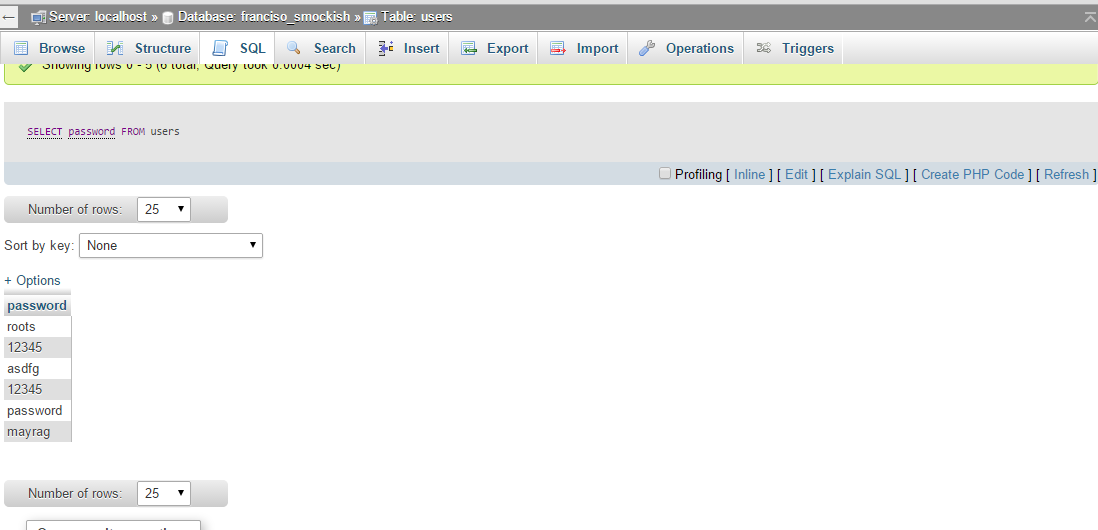 Server: localhost » Database: franciso_smockish » Table: users
Browse Structure SQL Search Insert Export Import Operations Triggers
Showing rows 0 - 5 (6 total, Query took 0.0004 sec)
SELECT password FROM users
Profiling [ Inline ] [ Edit ] [ Explain SQL ] [ Create PHP Code ] [ Refresh ]
Number of rows: 25
Sort by key: None
+ Options
password
roots
12345
asdfg
12345
password
mayrag
Number of rows: 25